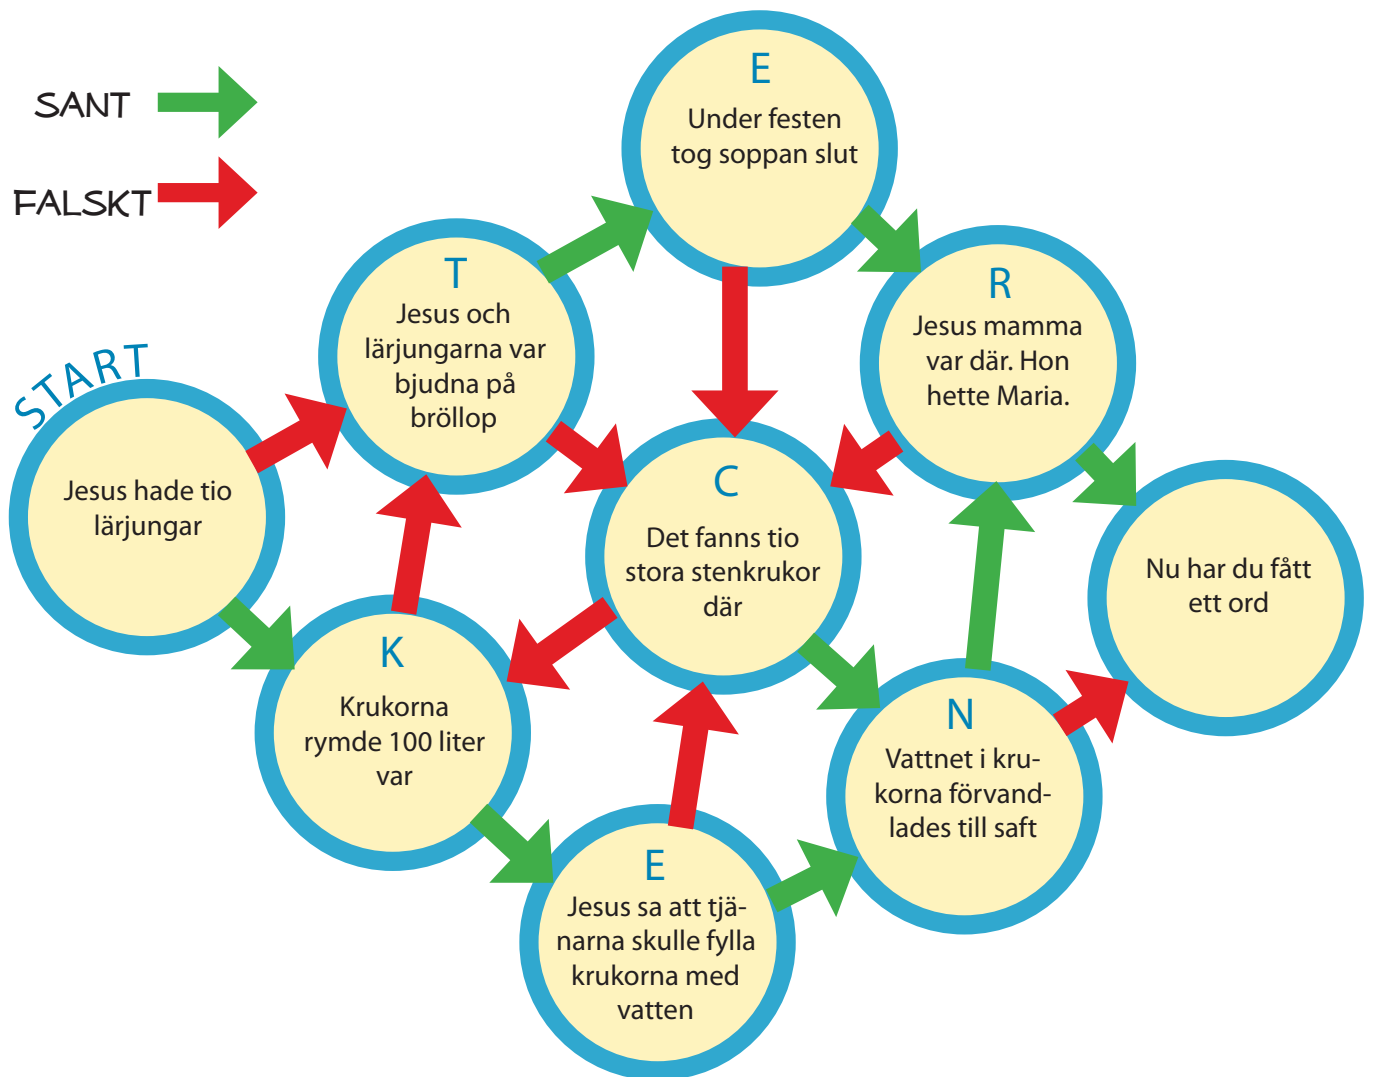 SANT
FALSKT
START
Jesus hade tio
lärjungar
T
Jesus och
lärjungarna var
bjudna på
bröllop
E
Under festen
tog soppan slut
R
Jesus mamma
var där. Hon
hette Maria.
C
Det fanns tio
stora stenkrukor
där
K
Krukorna
rymde 100 liter
var
E
Jesus sa att tjä-
narna skulle fylla
krukorna med
vatten
N
Vattnet i kru-
korna förvand-
lades till saft
Nu har du fått
ett ord